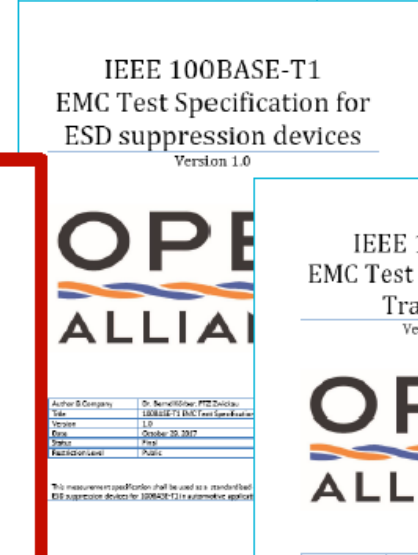 IEEE 100BASE-T1
EMC Test Specification for
ESD suppression devices
Version 1.0
OPE
ALLIA
Author & Company Dr. Bernd Körber, FTZ Zwickau
Title 100BASE-T1 EMC Test Specification
Version 1.0
Date October 29, 2017
Status Final
Restriction Level Public
This measurement specification shall be used as a standardized
ESD suppression devices for 100BASE-T1 in automotive applicat
IEEE
EMC Test
Tra
Ve
OP
ALL